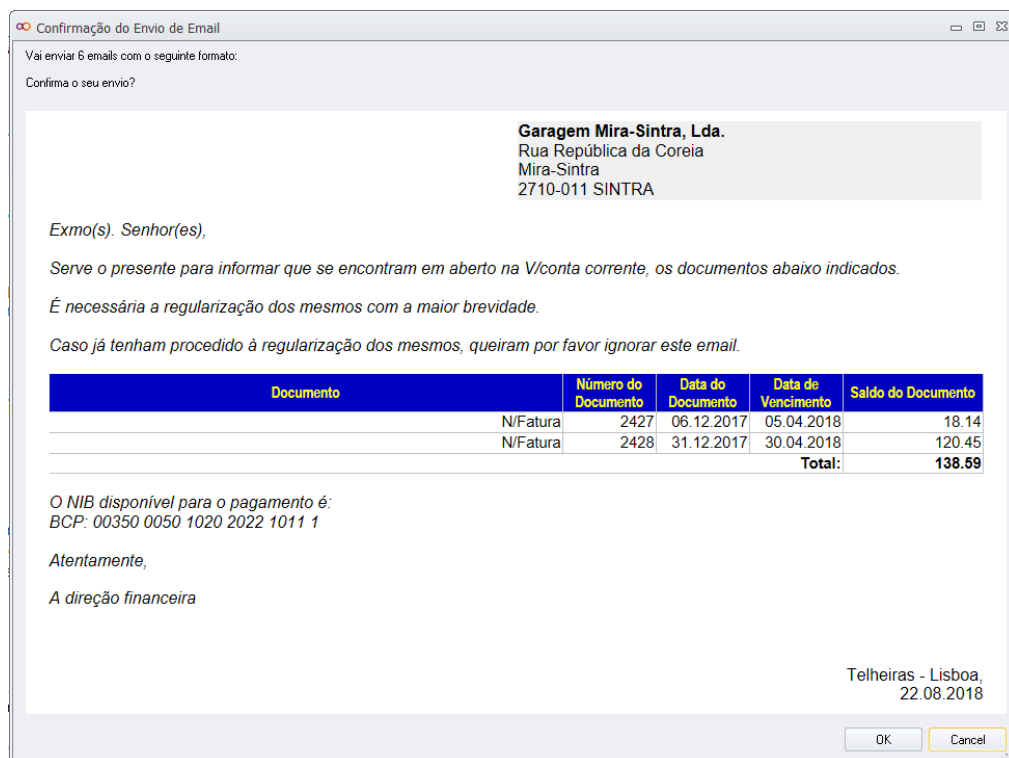 Confirmação do Envio de Email
Vai enviar 6 emails com o seguinte formato:
Confirma o seu envio?
Garagem Mira-Sintra, Lda.
Rua República da Coreia
Mira-Sintra
2710-011 SINTRA
Exmo(s). Senhor(es),
Serve o presente para informar que se encontram em aberto na V/conta corrente, os documentos abaixo indicados.
É necessária a regularização dos mesmos com a maior brevidade.
Caso já tenham procedido à regularização dos mesmos, queiram por favor ignorar este email.
Documento Número do Documento Data do Documento Data de Vencimento Saldo do Documento
N/Fatura 2427 06.12.2017 05.04.2018 18.14
N/Fatura 2428 31.12.2017 30.04.2018 120.45
Total: 138.59
O NIB disponível para o pagamento é:
BCP: 00350 0050 1020 2022 1011 1
Atentamente,
A direção financeira
Telheiras - Lisboa,
22.08.2018
OK Cancel